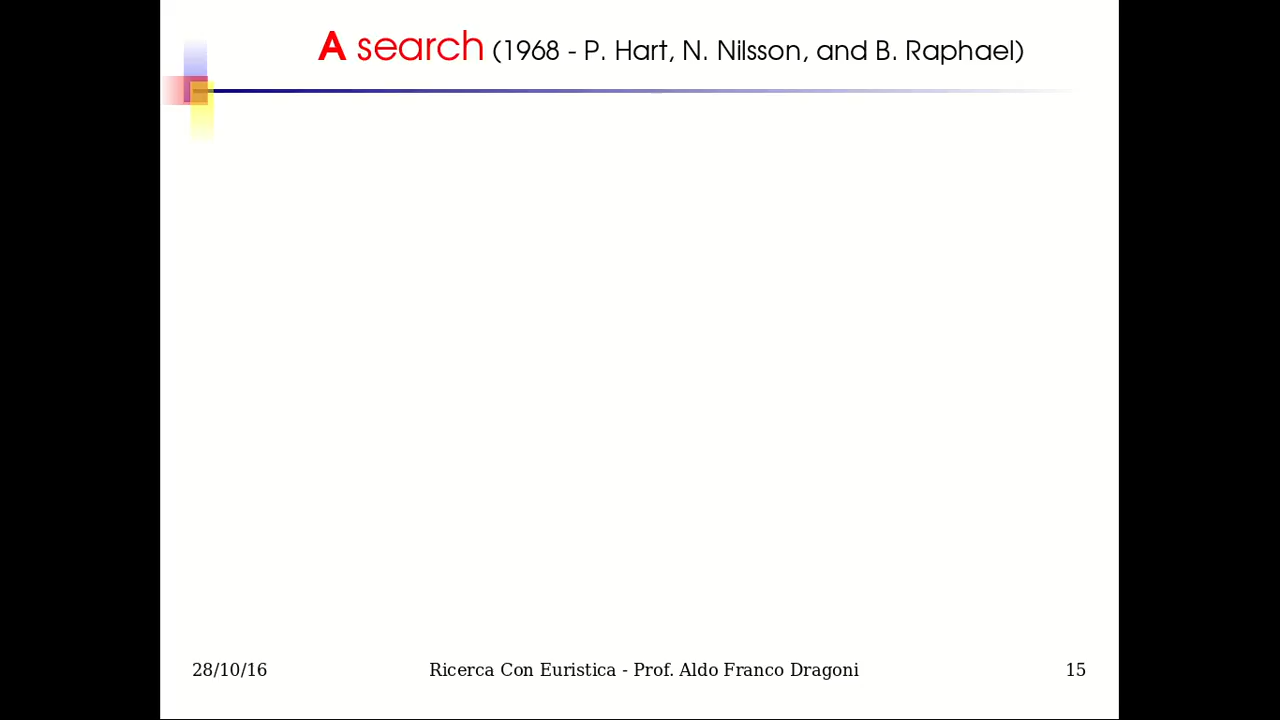 A search (1968 - P. Hart, N. Nilsson, and B. Raphael)
28/10/16 Ricerca Con Euristica - Prof. Aldo Franco Dragoni 15